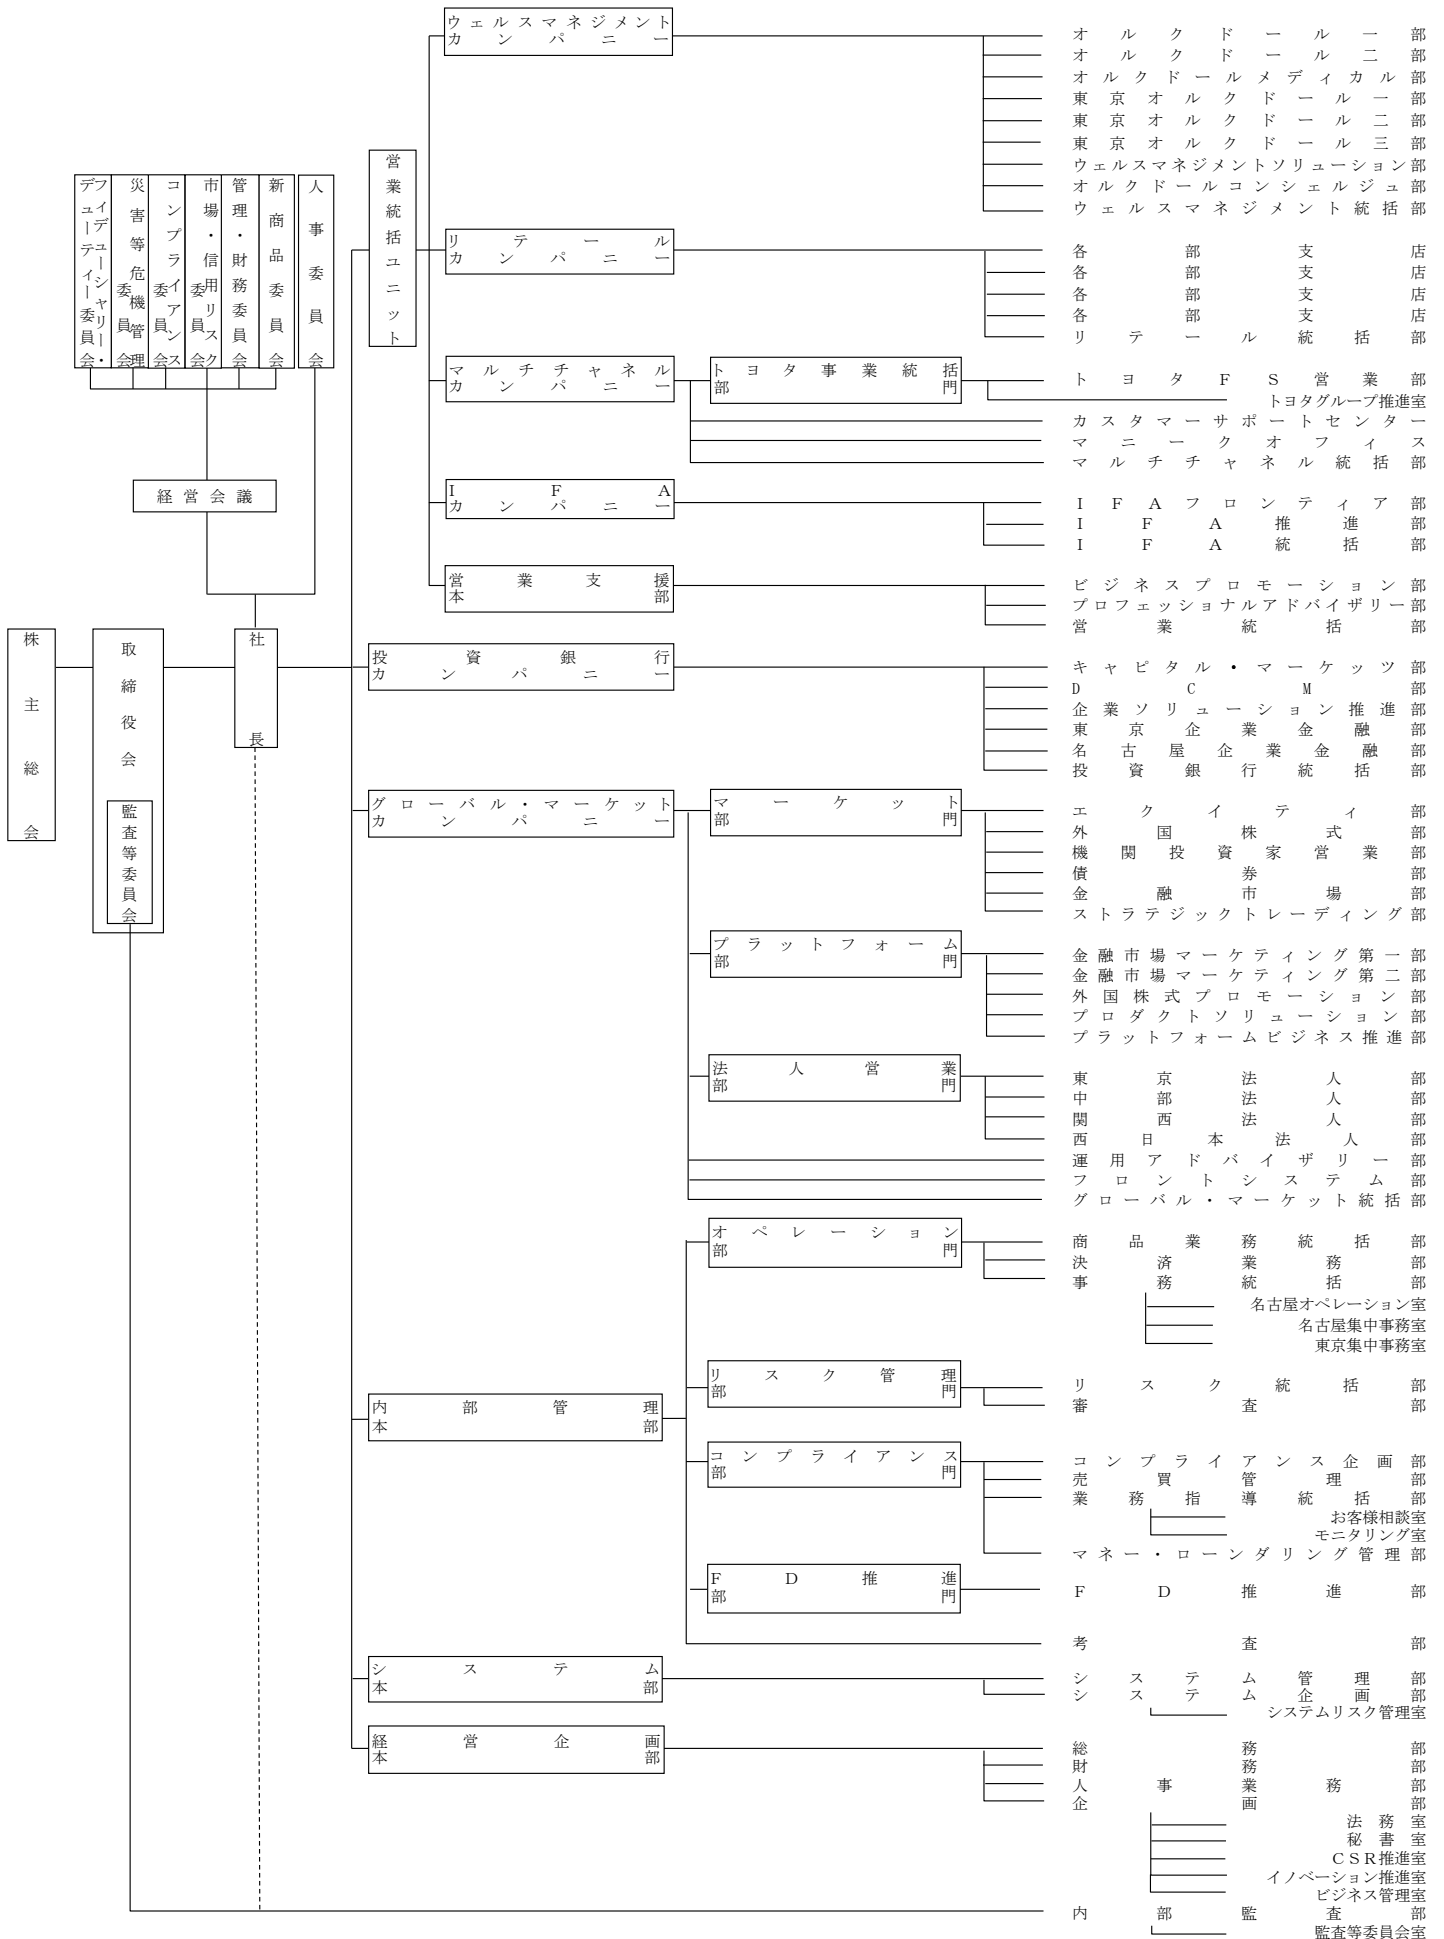 株主総会
取締役会
監査等委員会
社長
経営会議
フィデューシャリー・
デューティー委員会
災害等危機管理
委員会
コンプライアンス
委員会
市場・信用リスク
委員会
管理・財務委員会
新商品委員会
人事委員会
営業統括ユニット
ウェルスマネジメント
カンパニー
オルクドール一部
オルクドール二部
オルクドールメディカル部
東京オルクドール一部
東京オルクドール二部
東京オルクドール三部
ウェルスマネジメントソリューション部
オルクドールコンシェルジュ部
ウェルスマネジメント統括部
リテール
カンパニー
各部支店
各部支店
各部支店
各部支店
リテール統括部
マルチチャネル
カンパニー
トヨタ事業統括
部門
トヨタFS営業部
トヨタグループ推進室
カスタマーサポートセンター
マニークオフィス
マルチチャネル統括部
IFA
カンパニー
IFAフロンティア部
IFA推進部
IFA統括部
営業支援
本部
ビジネスプロモーション部
プロフェッショナルアドバイザリー部
営業統括部
投資銀行
カンパニー
キャピタル・マーケッツ部
DCM部
企業ソリューション推進部
東京企業金融部
名古屋企業金融部
投資銀行統括部
グローバル・マーケット
カンパニー
マーケット
部門
エクイティ部
外国株式部
機関投資家営業部
債券部
金融市場部
ストラテジックトレーディング部
プラットフォーム
部門
金融市場マーケティング第一部
金融市場マーケティング第二部
外国株式プロモーション部
プロダクトソリューション部
プラットフォームビジネス推進部
法人営業
部門
東京法人部
中部法人部
関西法人部
西日本法人部
運用アドバイザリー部
フロントシステム部
グローバル・マーケット統括部
内部管理
本部
オペレーション
部門
商品業務統括部
決済業務部
事務統括部
名古屋オペレーション室
名古屋集中事務室
東京集中事務室
リスク管理
部門
リスク統括部
審査部
コンプライアンス
部門
コンプライアンス企画部
売買管理部
業務指導統括部
お客様相談室
モニタリング室
マネー・ローンダリング管理部
FD推進
部門
FD推進部
考査部
システム
本部
システム管理部
システム企画部
システムリスク管理室
経営企画
本部
総務部
財務部
人事業務部
企画部
法務室
秘書室
CSR推進室
イノベーション推進室
ビジネス管理室
内部監査部
監査等委員会室